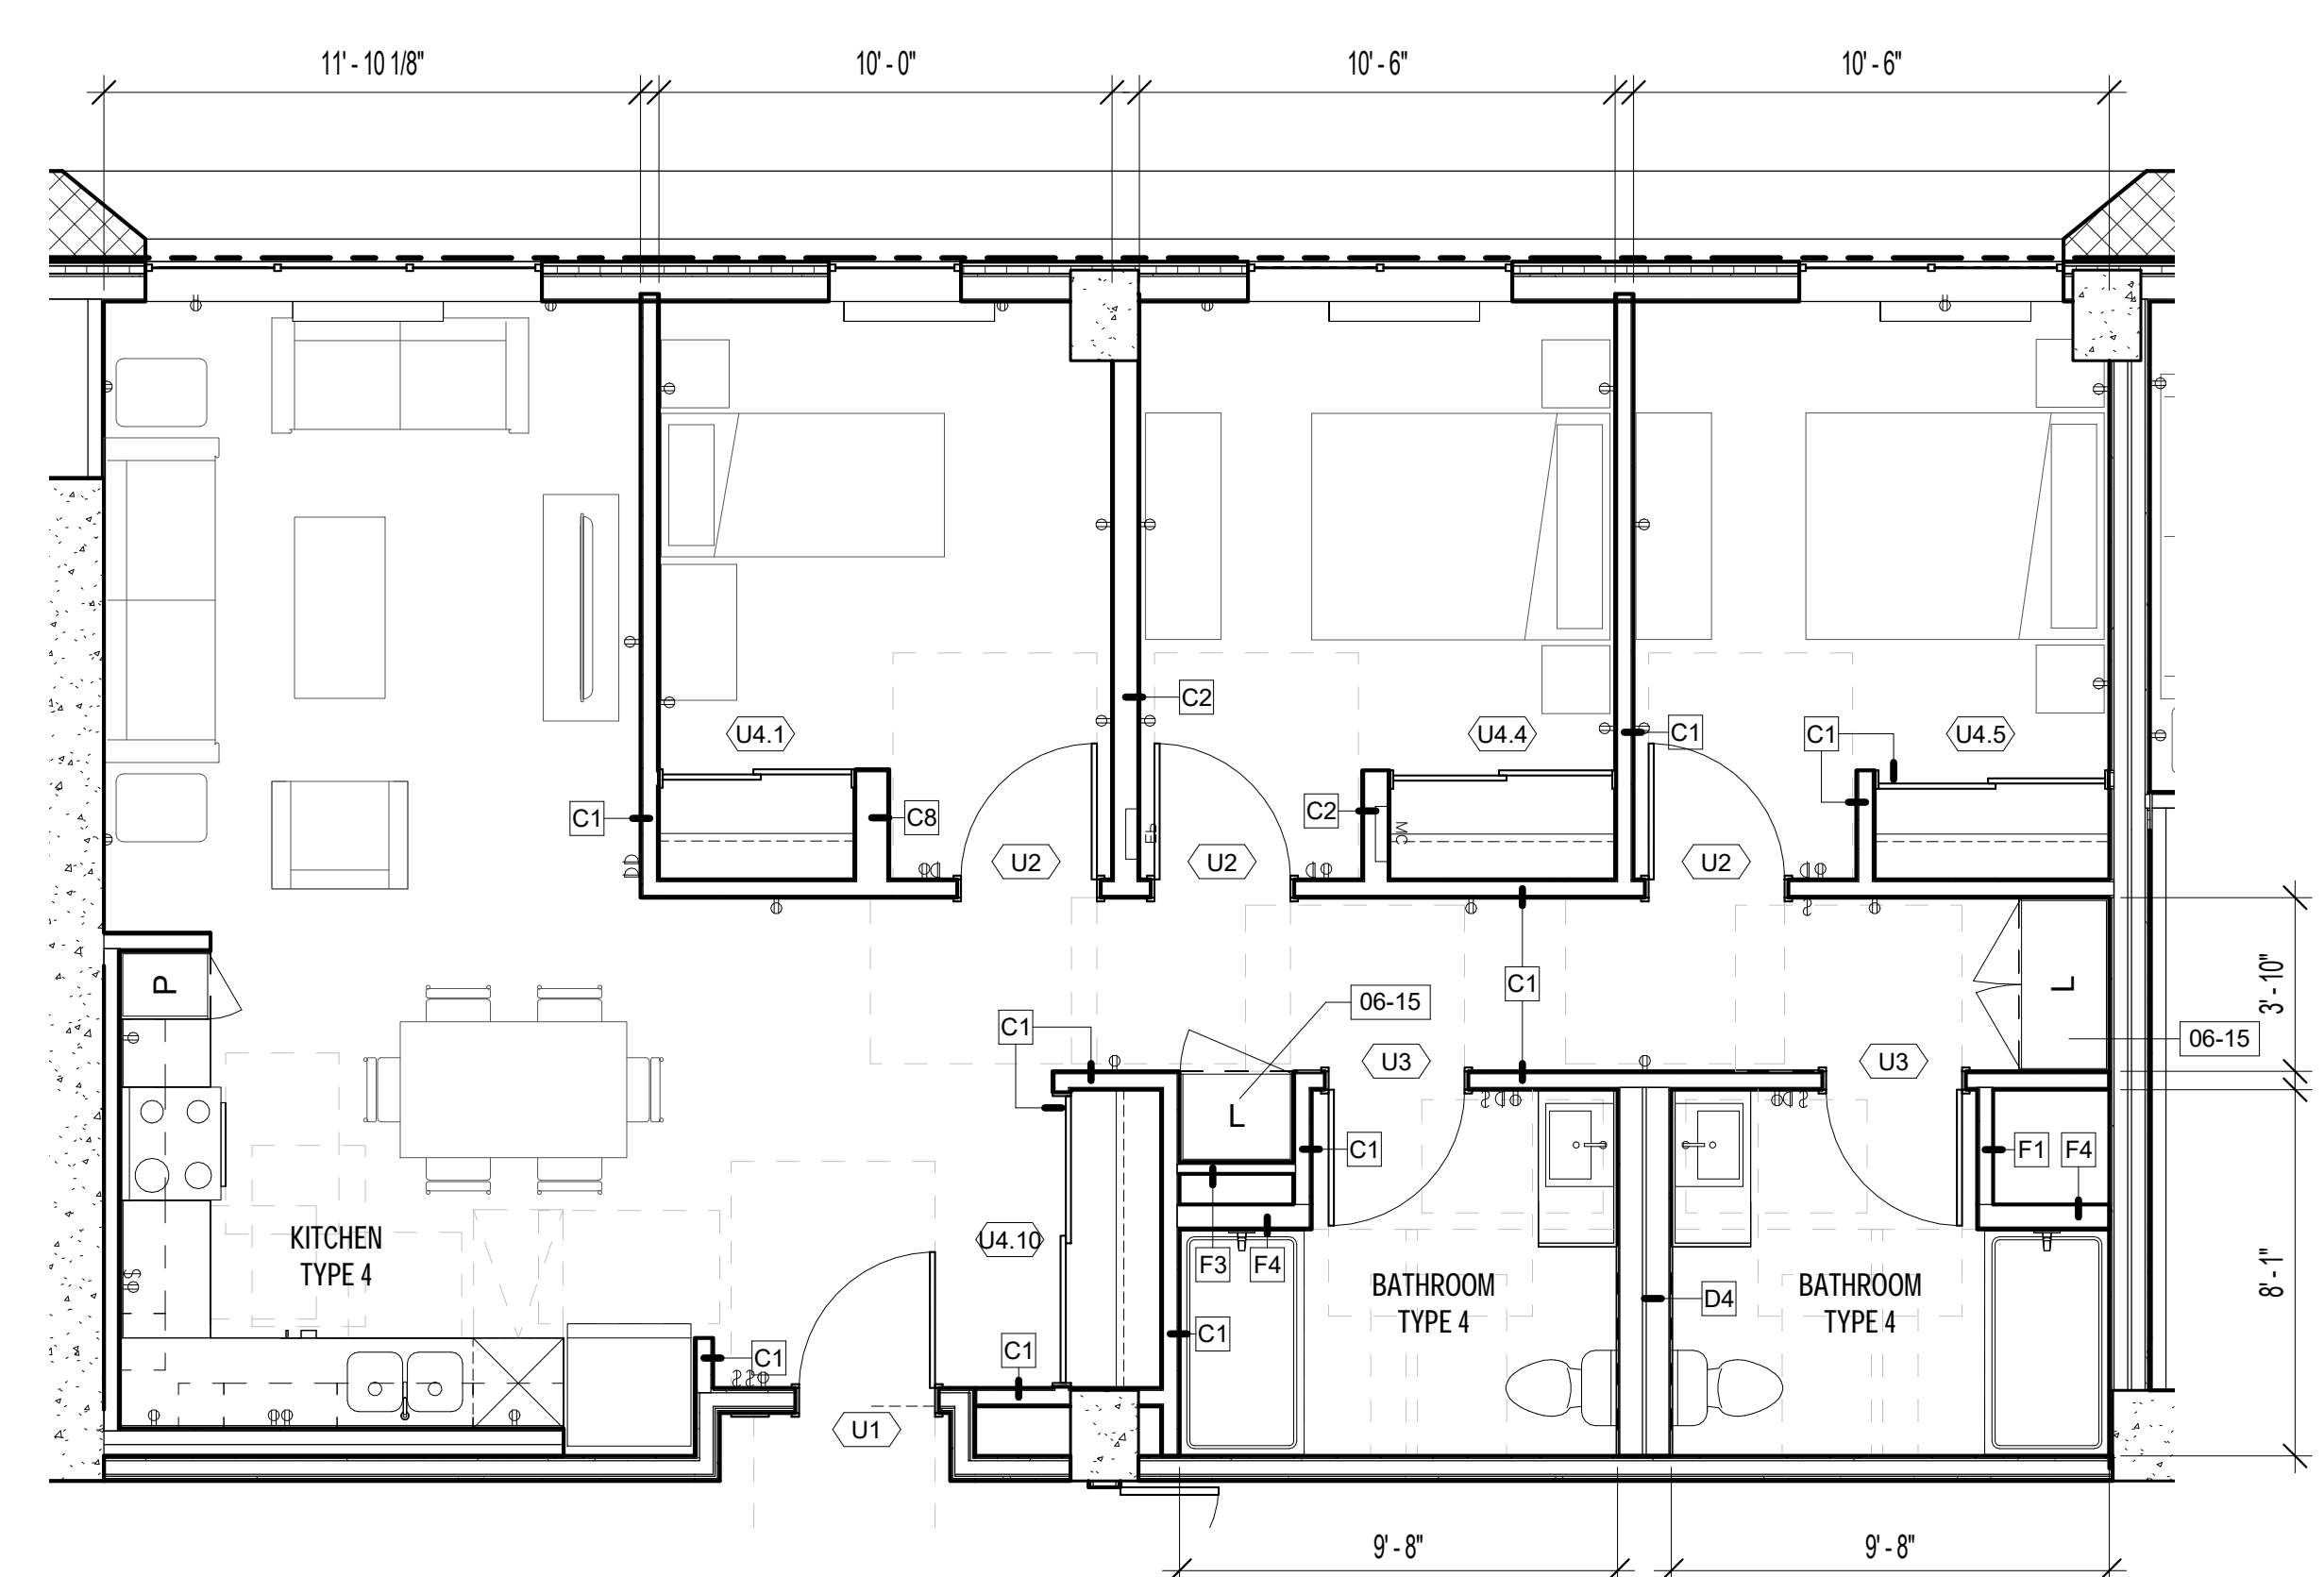 11' - 10 1/8"
10' - 0"
10' - 6"
10' - 6"
C2
U4.1
U4.4
C1
C1
U4.5
C1
C8
C2
MC
EP
U2
U2
U2
P
C1
C1
06-15
L
3' - 10"
06-15
U3
U3
L
C1
F1
F4
KITCHEN
TYPE 4
U4.10
F3
F4
BATHROOM
TYPE 4
D4
BATHROOM
TYPE 4
8' - 1"
C1
C1
C1
U1
9' - 8"
9' - 8"